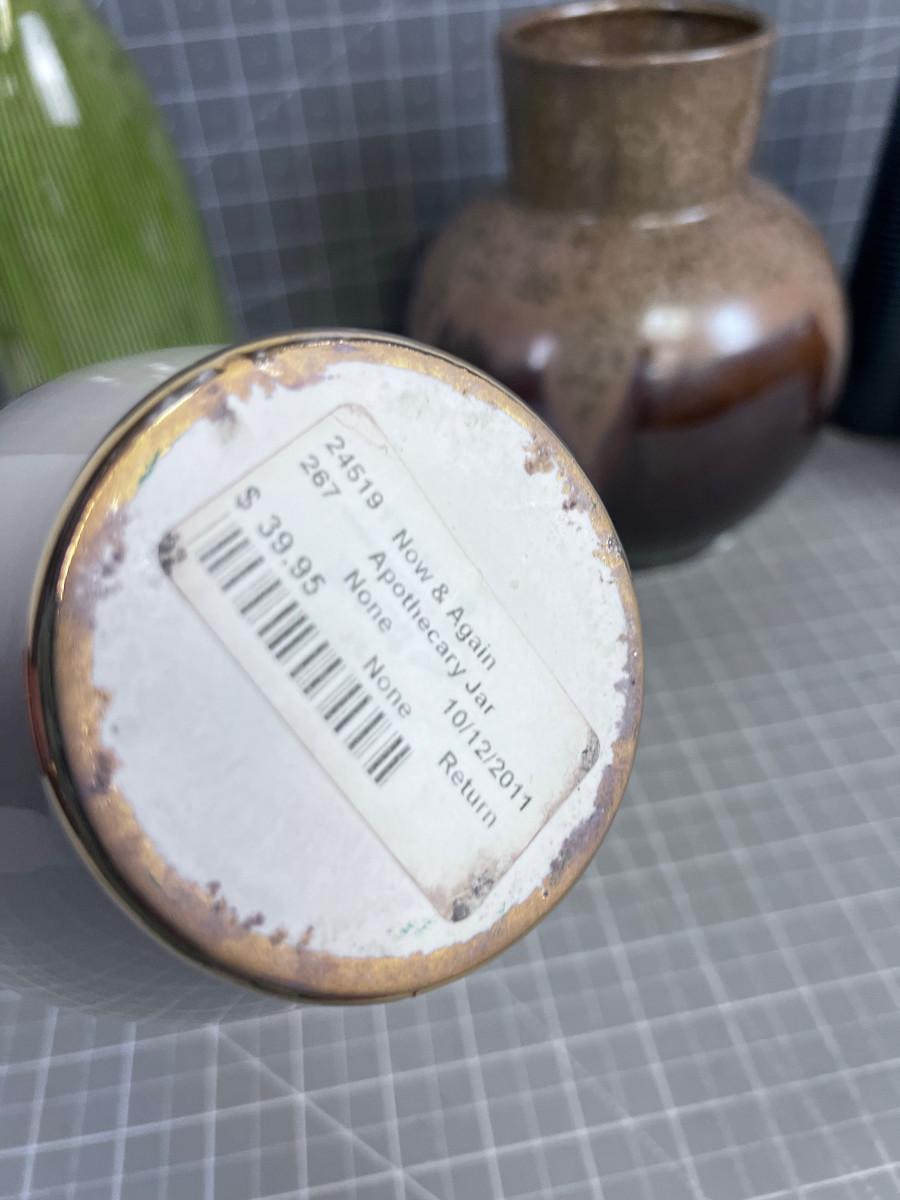 24519 Now & Again
267 Apothecary Jar
None 10/12/2011
$ 39.95 None Return